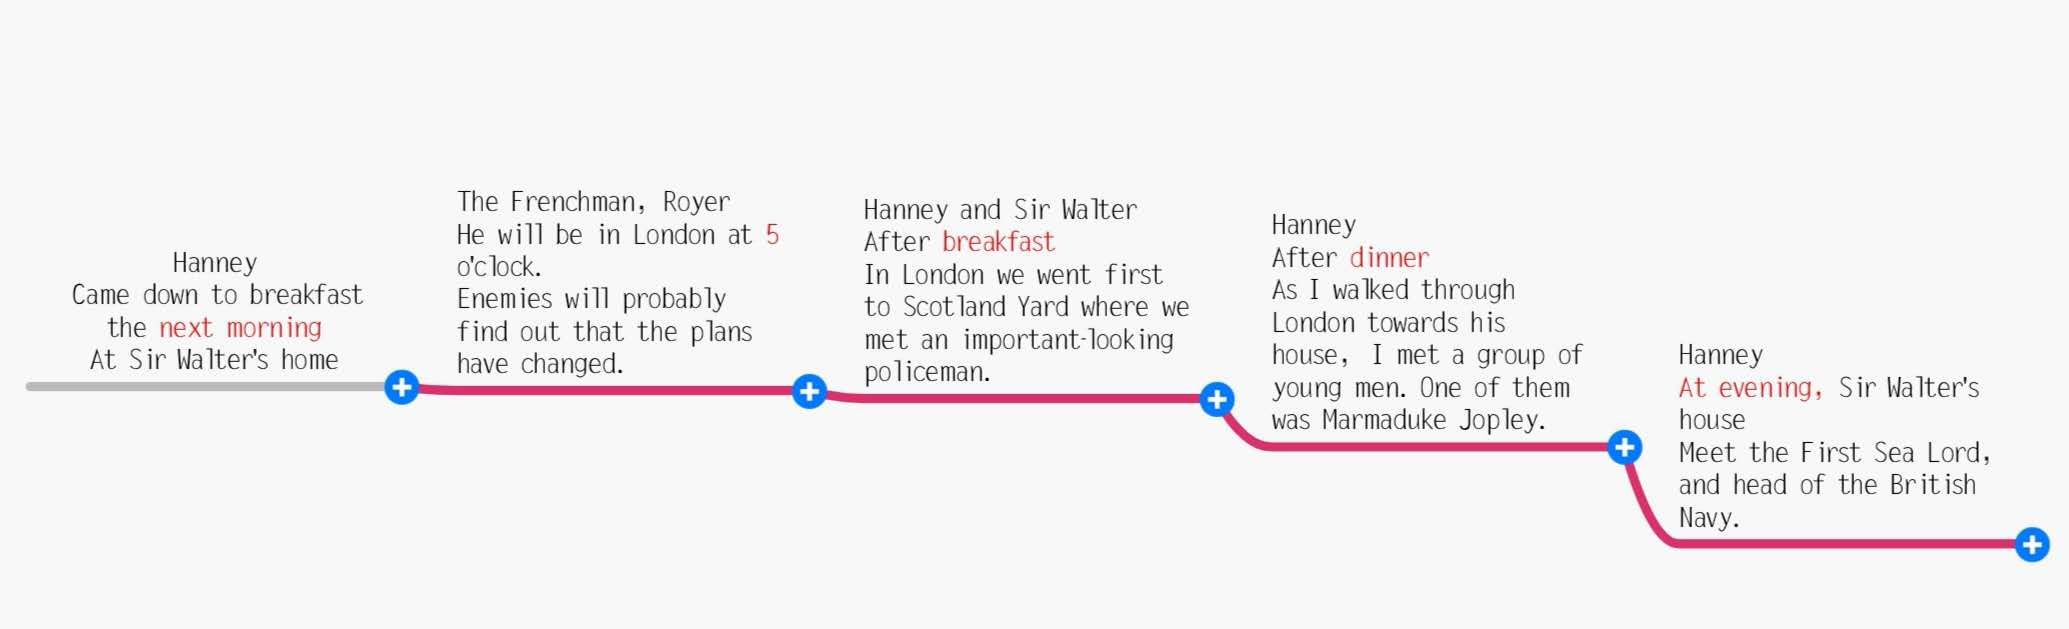 Hanney
Came down to breakfast
the next morning
At Sir Walter's home
The Frenchman, Royer
He will be in London at 5
o'clock.
Enemies will probably
find out that the plans
have changed.
Hanney and Sir Walter
After breakfast
In London we went first
to Scotland Yard where we
met an important-looking
policeman.
Hanney
After dinner
As I walked through
London towards his
house, I met a group of
young men. One of them
was Marmaduke Jopley.
Hanney
At evening, Sir Walter's
house
Meet the First Sea Lord,
and head of the British
Navy.